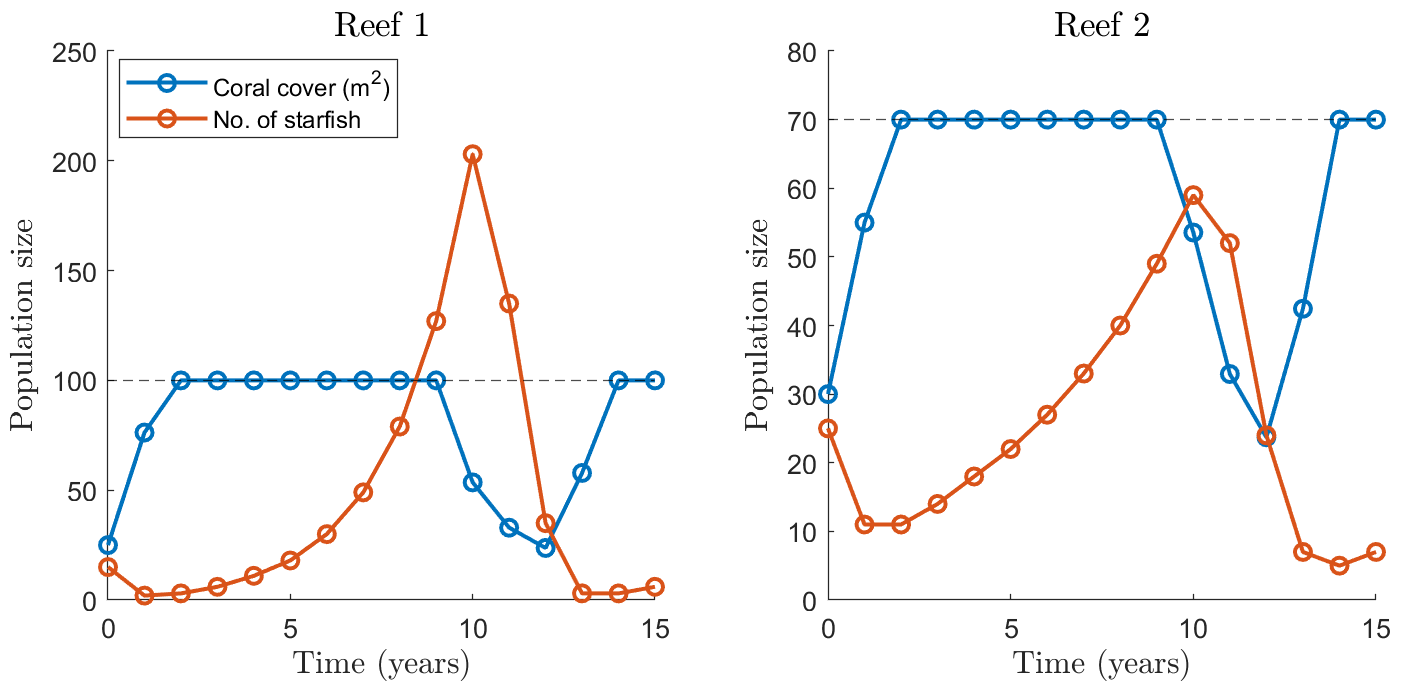 Reef 1
250
200
150
100
50
0
Population size
Coral cover (m²)
No. of starfish
0 5 10 15
Time (years)
Reef 2
80
70
60
50
40
30
20
10
0
Population size
0 5 10 15
Time (years)